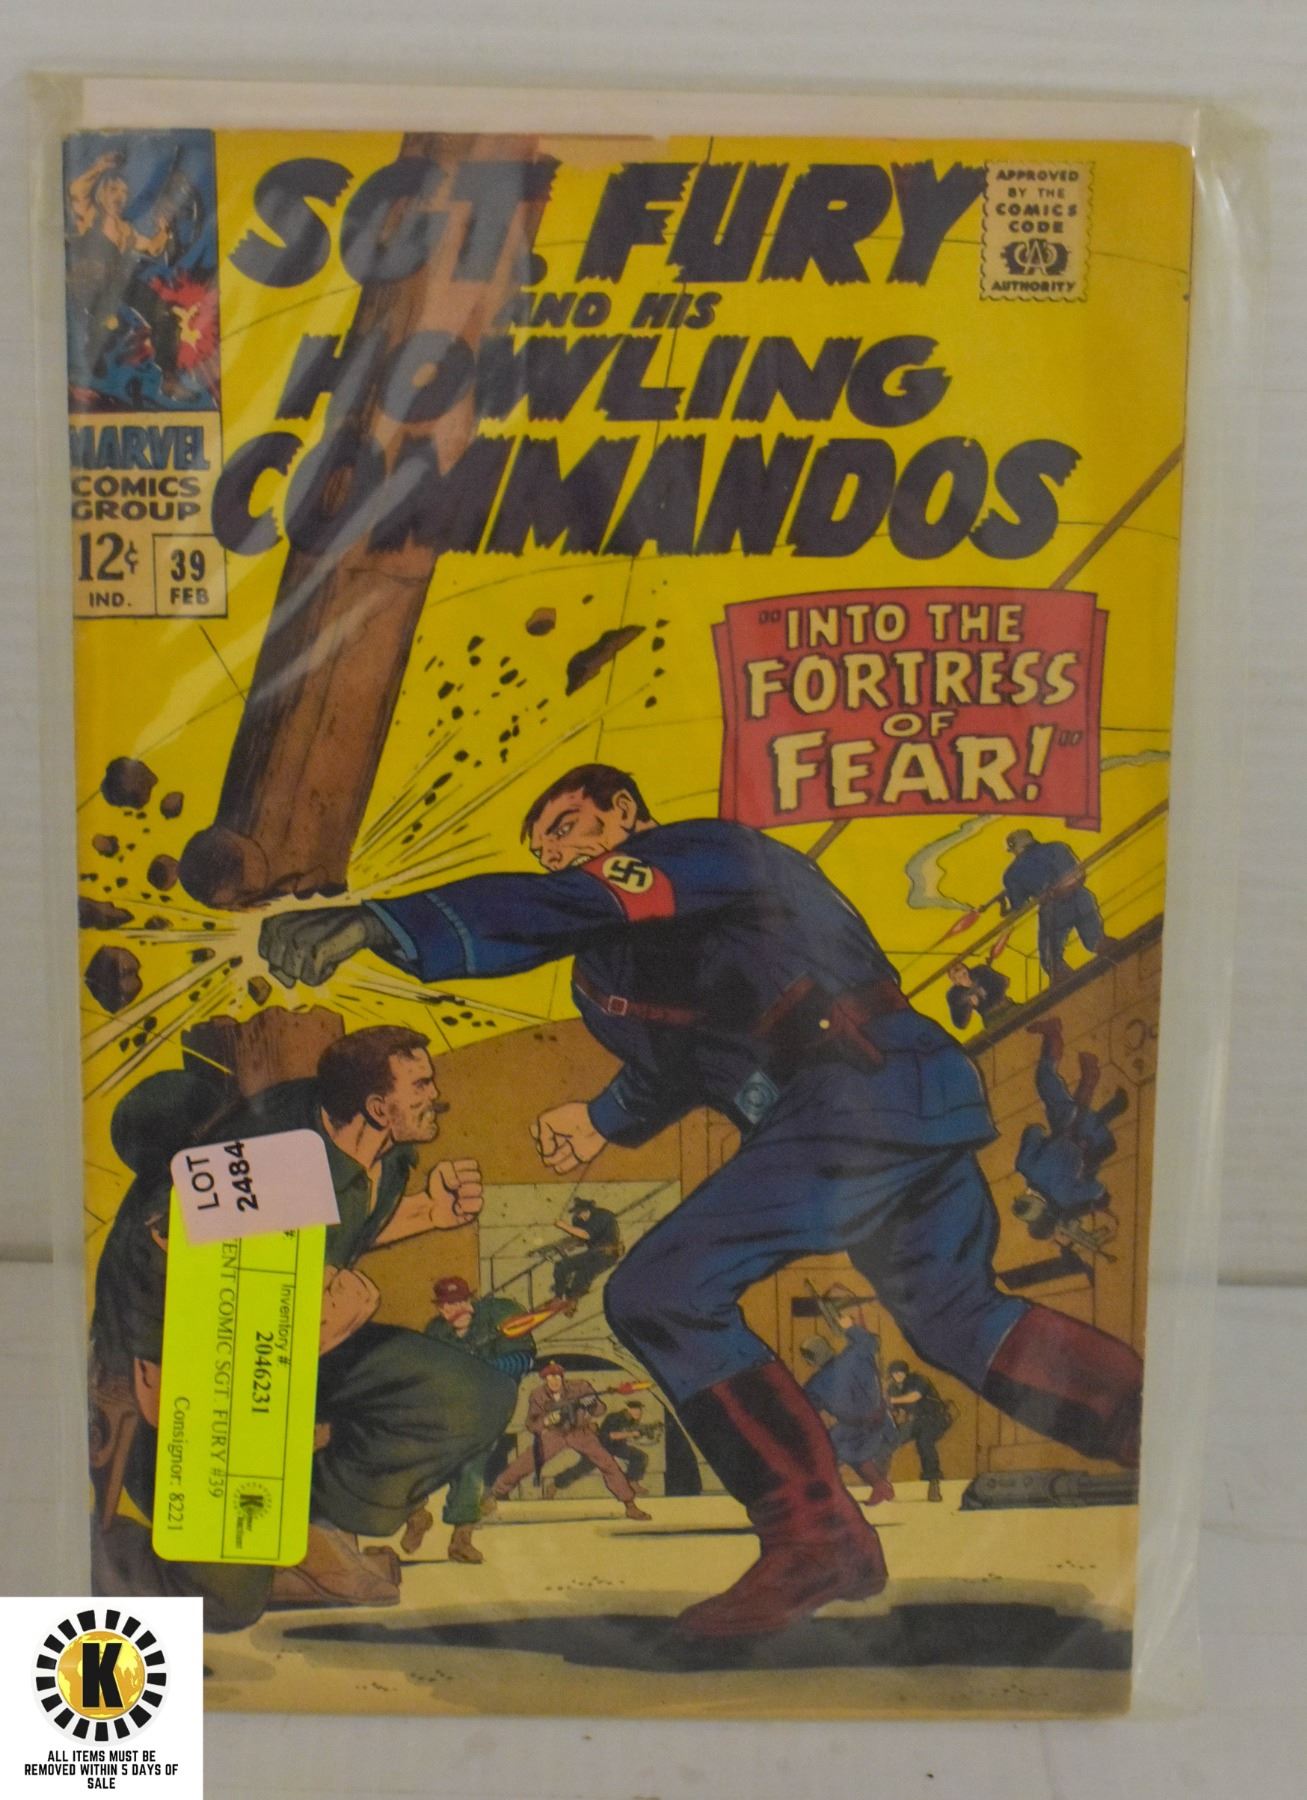 SGT. FURY
AND HIS
HOWLING
COMMANDOS
APPROVED
BY THE
COMICS
CODE
CA
AUTHORITY
MARVEL
COMICS
GROUP
12¢
IND.
39
FEB
"INTO THE
FORTRESS
OF
FEAR!"
LOT
2484
Inventory #
2046231
CENT COMIC SGT. FURY #39
Consignor: 8221
K
ALL ITEMS MUST BE
REMOVED WITHIN 5 DAYS OF
SALE